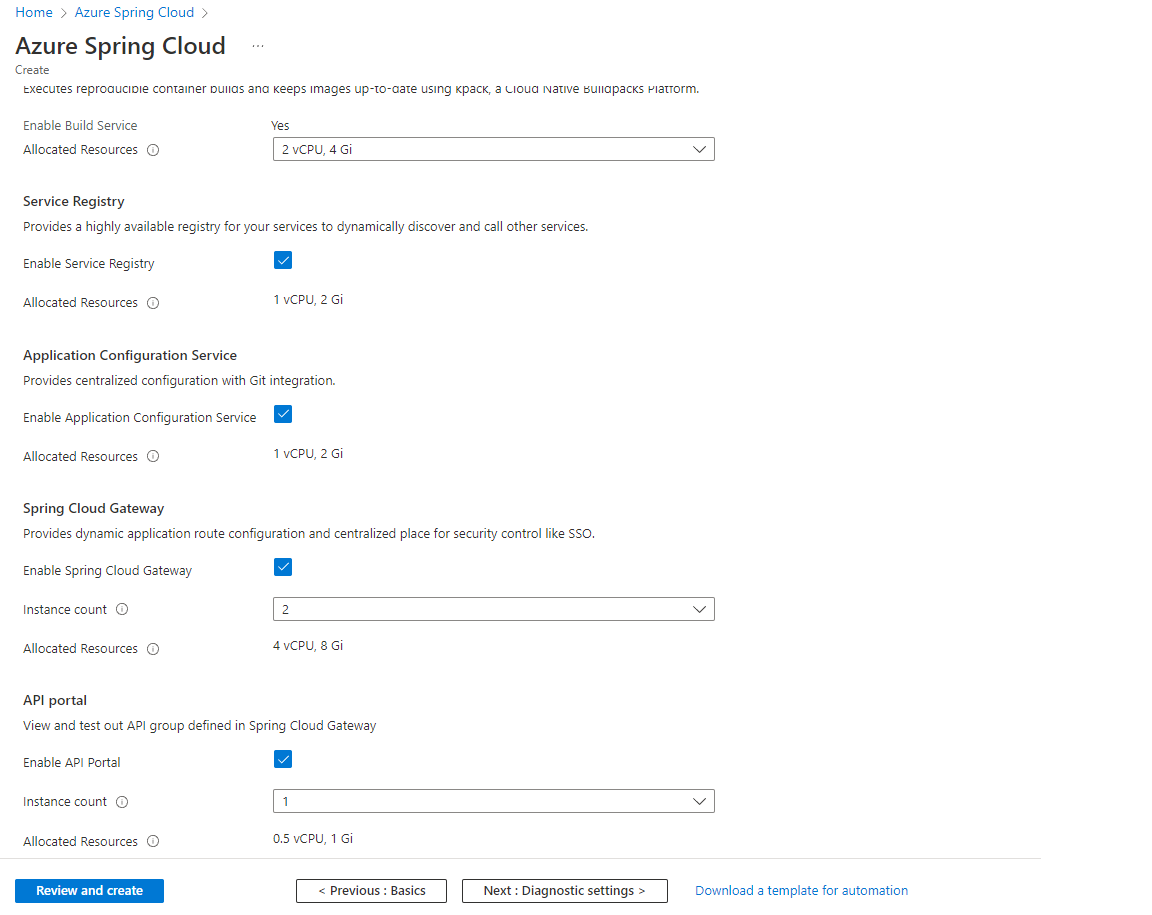 Home > Azure Spring Cloud >
Azure Spring Cloud ...
Create
Executes reproducible container builds and keeps images up-to-date using kpack, a Cloud Native Buildpacks Platform.
Enable Build Service Yes
Allocated Resources 2 vCPU, 4 Gi
Service Registry
Provides a highly available registry for your services to dynamically discover and call other services.
Enable Service Registry
Allocated Resources 1 vCPU, 2 Gi
Application Configuration Service
Provides centralized configuration with Git integration.
Enable Application Configuration Service
Allocated Resources 1 vCPU, 2 Gi
Spring Cloud Gateway
Provides dynamic application route configuration and centralized place for security control like SSO.
Enable Spring Cloud Gateway
Instance count 2
Allocated Resources 4 vCPU, 8 Gi
API portal
View and test out API group defined in Spring Cloud Gateway
Enable API Portal
Instance count 1
Allocated Resources 0.5 vCPU, 1 Gi
Review and create < Previous : Basics Next : Diagnostic settings > Download a template for automation